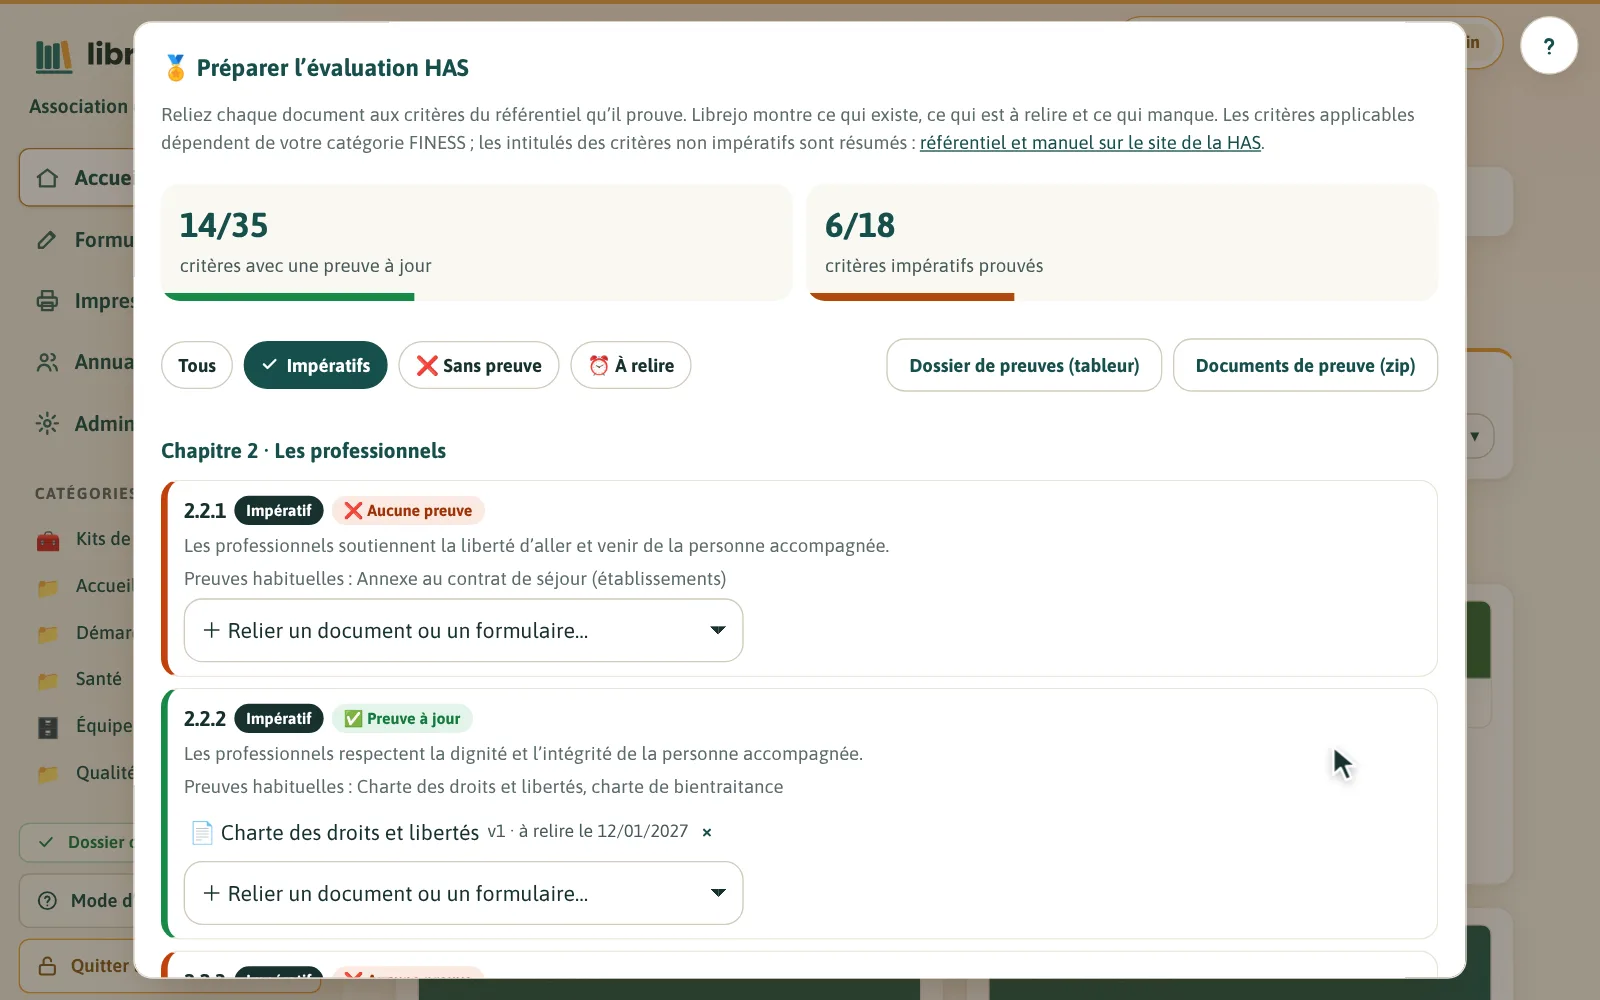 🏅 Préparer l’évaluation HAS
Reliez chaque document aux critères du référentiel qu’il prouve. Librejo montre ce qui existe, ce qui est à relire et ce qui manque. Les critères applicables
dépendent de votre catégorie FINESS ; les intitulés des critères non impératifs sont résumés : référentiel et manuel sur le site de la HAS.
14/35
critères avec une preuve à jour
6/18
critères impératifs prouvés
Tous
✓ Impératifs
❌ Sans preuve
⏰ À relire
Dossier de preuves (tableur)
Documents de preuve (zip)
Chapitre 2 · Les professionnels
2.2.1 Impératif ❌ Aucune preuve
Les professionnels soutiennent la liberté d’aller et venir de la personne accompagnée.
Preuves habituelles : Annexe au contrat de séjour (établissements)
+ Relier un document ou un formulaire...
2.2.2 Impératif ✅ Preuve à jour
Les professionnels respectent la dignité et l’intégrité de la personne accompagnée.
Preuves habituelles : Charte des droits et libertés, charte de bientraitance
📄 Charte des droits et libertés v1 · à relire le 12/01/2027 ×
+ Relier un document ou un formulaire...
libr
Association
Accue
Formu
Impres
Annua
Admin
CATÉGORIES
Kits de
Accueil
Démar
Santé
Équipe
Qualité
Dossier
Mode d'
Quitter
in
?